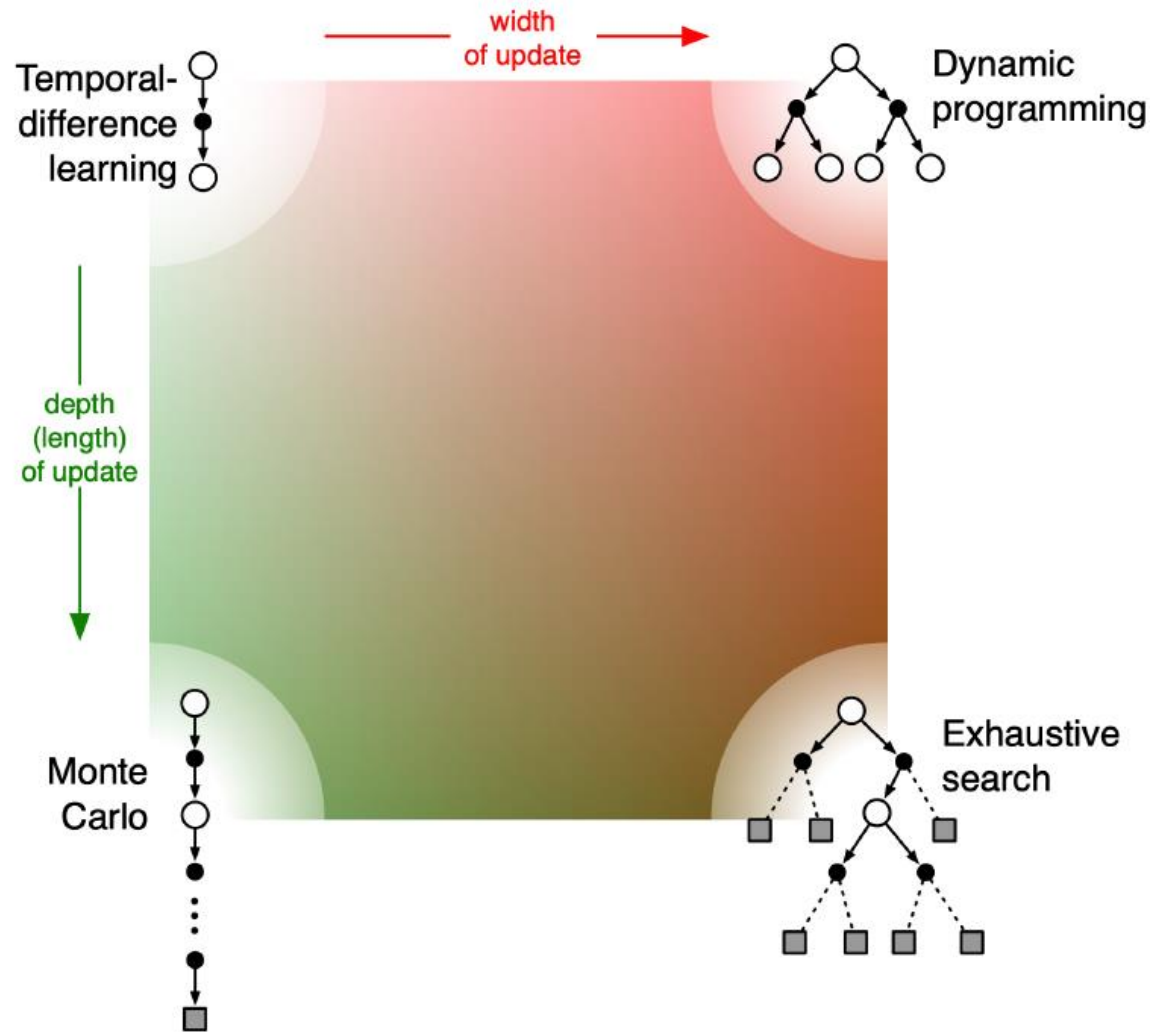 width
of update
Temporal-
difference
learning
Dynamic
programming
depth
(length)
of update
Monte
Carlo
Exhaustive
search